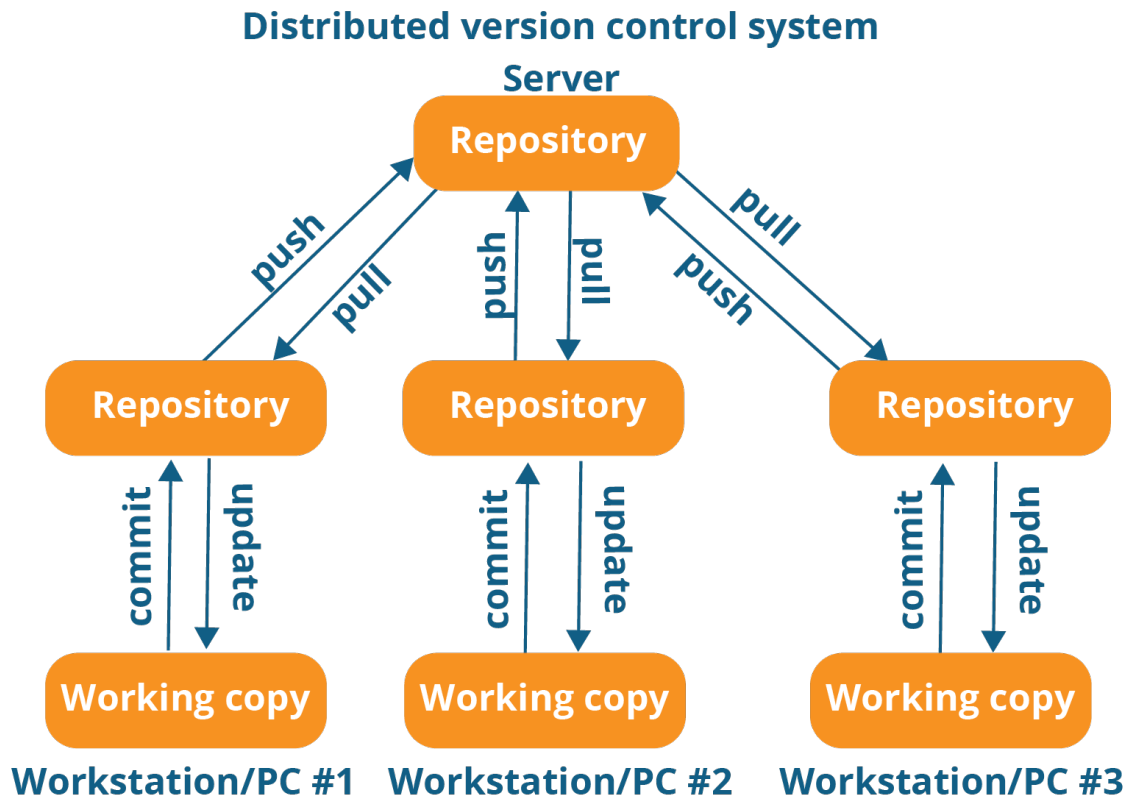 Distributed version control system
Server
Repository
push
pull
push
pull
push
pull
Repository
Repository
Repository
commit
update
commit
update
commit
update
Working copy
Working copy
Working copy
Workstation/PC #1
Workstation/PC #2
Workstation/PC #3